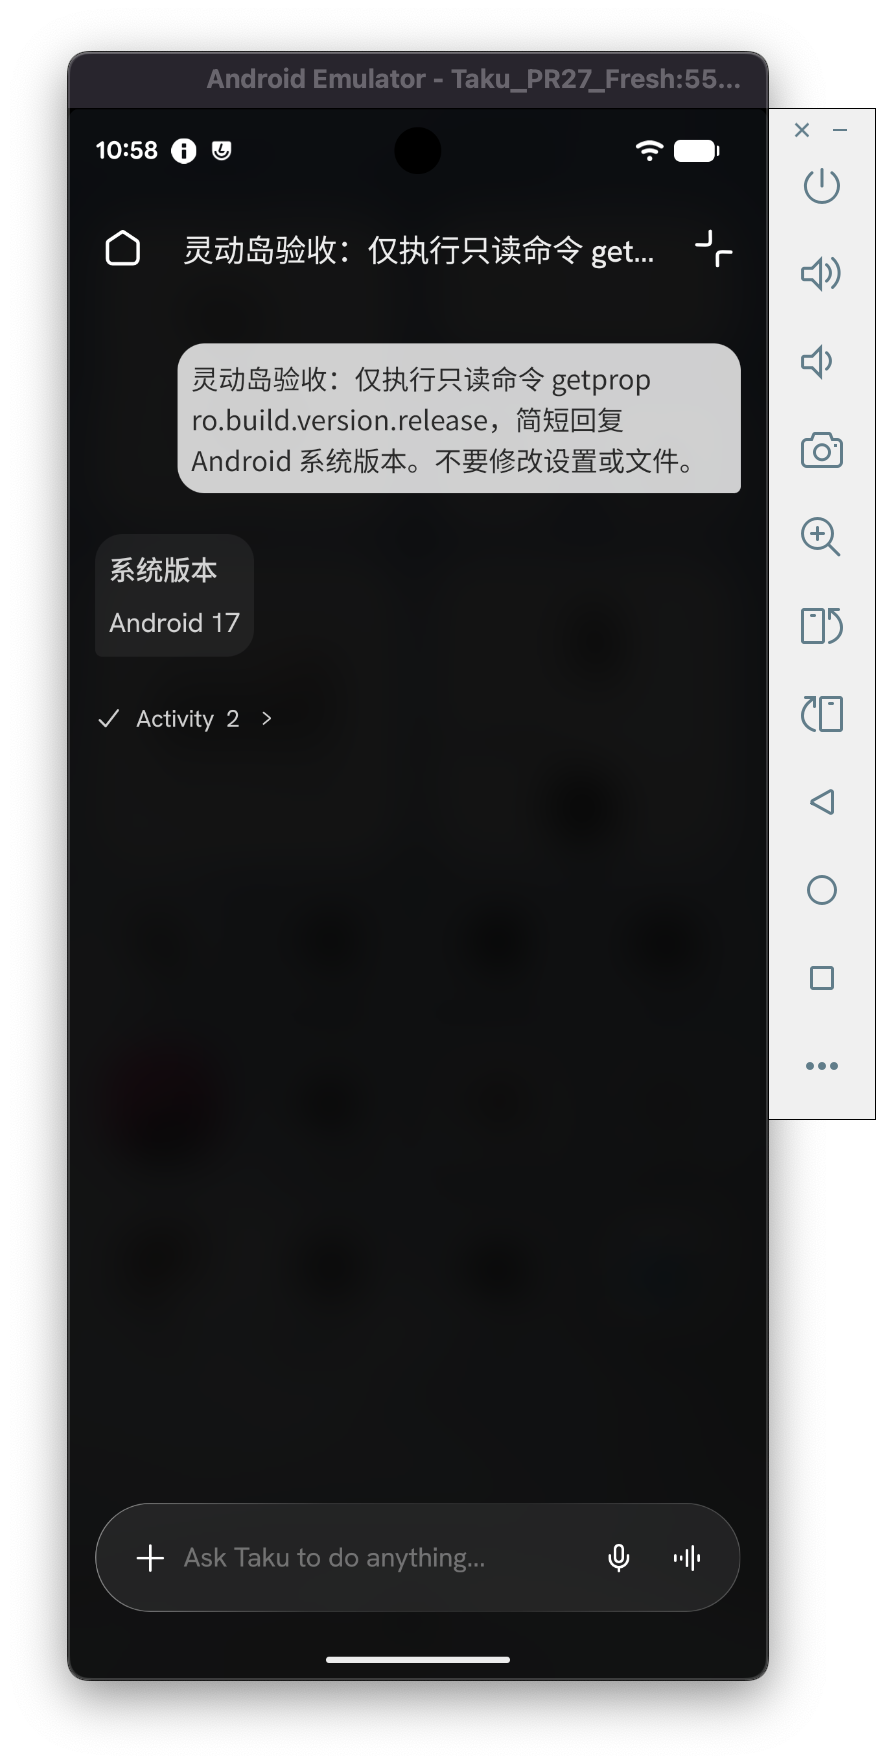 Android Emulator - Taku_PR27_Fresh:55...
10:58
灵动岛验收：仅执行只读命令 get...
灵动岛验收：仅执行只读命令 getprop
ro.build.version.release，简短回复
Android 系统版本。不要修改设置或文件。
系统版本
Android 17
Activity 2
Ask Taku to do anything...